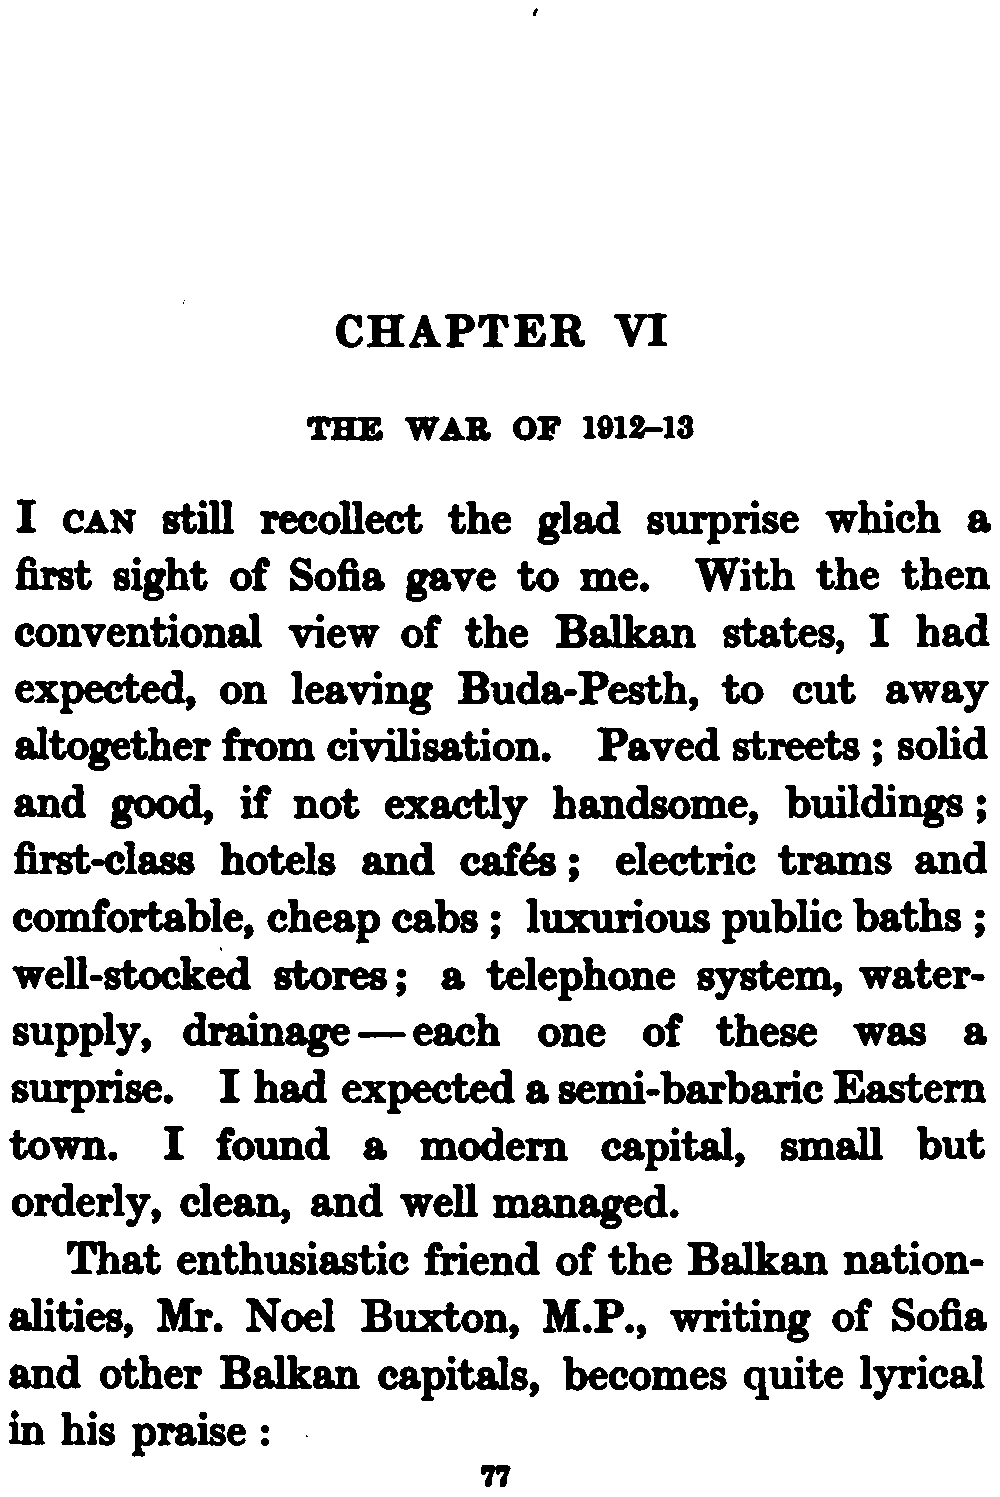 CHAPTER VI
THE WAR OF 1912–13
I CAN still recollect the glad surprise which a
first sight of Sofia gave to me. With the then
conventional view of the Balkan states, I had
expected, on leaving Buda-Pesth, to cut away
altogether from civilisation. Paved streets ; solid
and good, if not exactly handsome, buildings ;
first-class hotels and cafés ; electric trams and
comfortable, cheap cabs ; luxurious public baths ;
well-stocked stores ; a telephone system, water-
supply, drainage — each one of these was a
surprise. I had expected a semi-barbaric Eastern
town. I found a modern capital, small but
orderly, clean, and well managed.
That enthusiastic friend of the Balkan nation-
alities, Mr. Noel Buxton, M.P., writing of Sofia
and other Balkan capitals, becomes quite lyrical
in his praise :
77